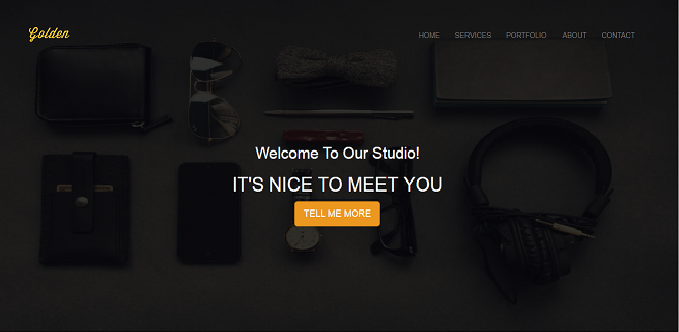 Golden
HOME SERVICES PORTFOLIO ABOUT CONTACT
Welcome To Our Studio!
IT'S NICE TO MEET YOU
TELL ME MORE